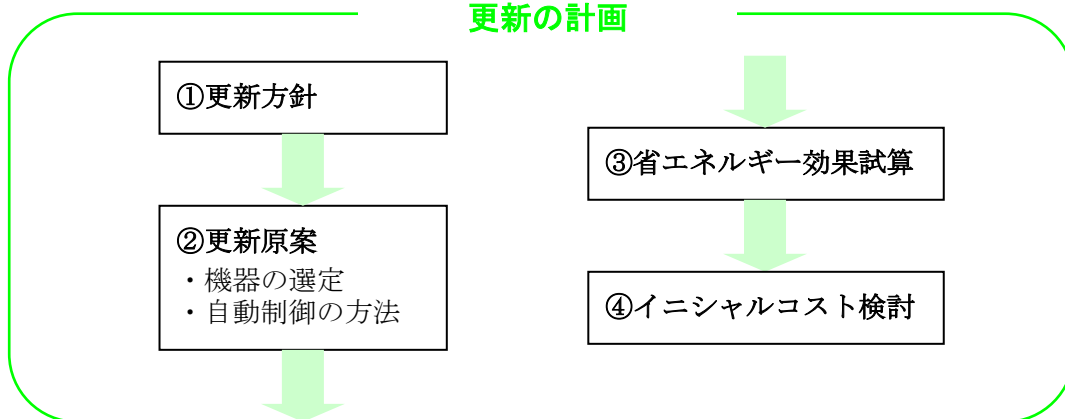 更新の計画
①更新方針
②更新原案
・機器の選定
・自動制御の方法
③省エネルギー効果試算
④イニシャルコスト検討